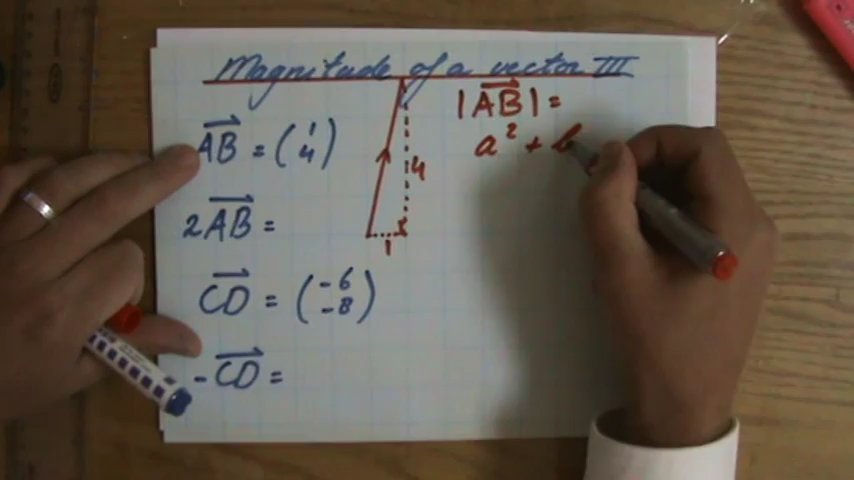 Magnitude of a vector III
|AB| =
AB = (1 4)
a² + b
4
2AB =
1
CD = (-6 -8)
-CD =